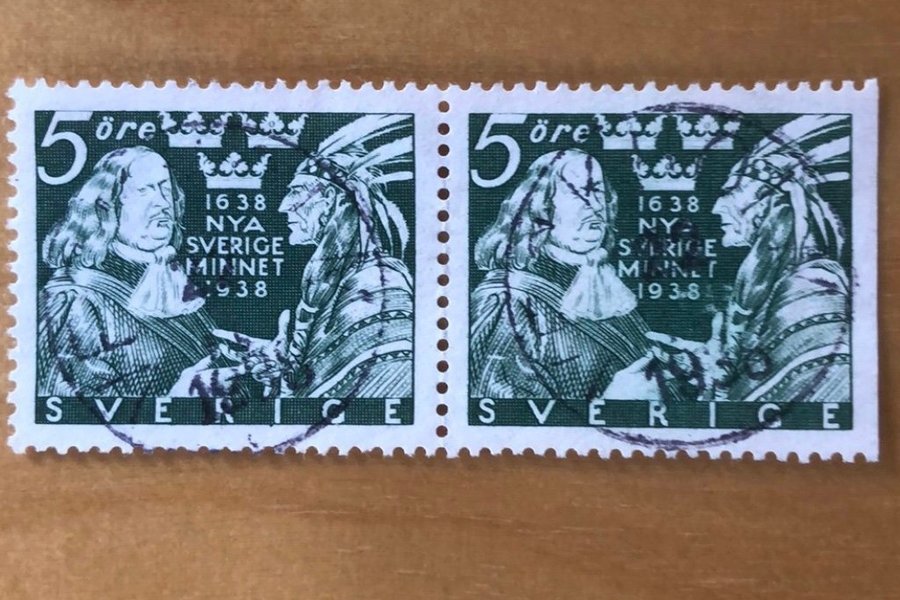 5 öre
1638
NYA
SVERIGE
MINNET
1938
SVERIGE
5 öre
1638
NYA
SVERIGE
MINNET
1938
SVERIGE